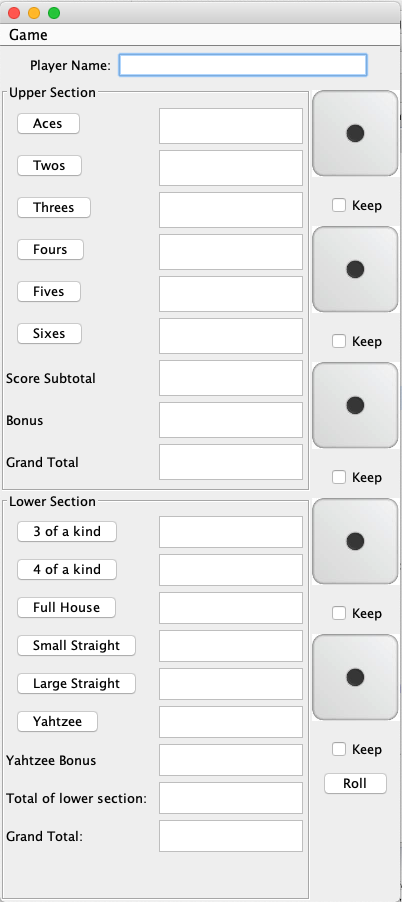 Game
Player Name:
Upper Section
Aces
Twos
Threes
Fours
Fives
Sixes
Score Subtotal
Bonus
Grand Total
Lower Section
3 of a kind
4 of a kind
Full House
Small Straight
Large Straight
Yahtzee
Yahtzee Bonus
Total of lower section:
Grand Total:
Keep
Keep
Keep
Keep
Keep
Roll